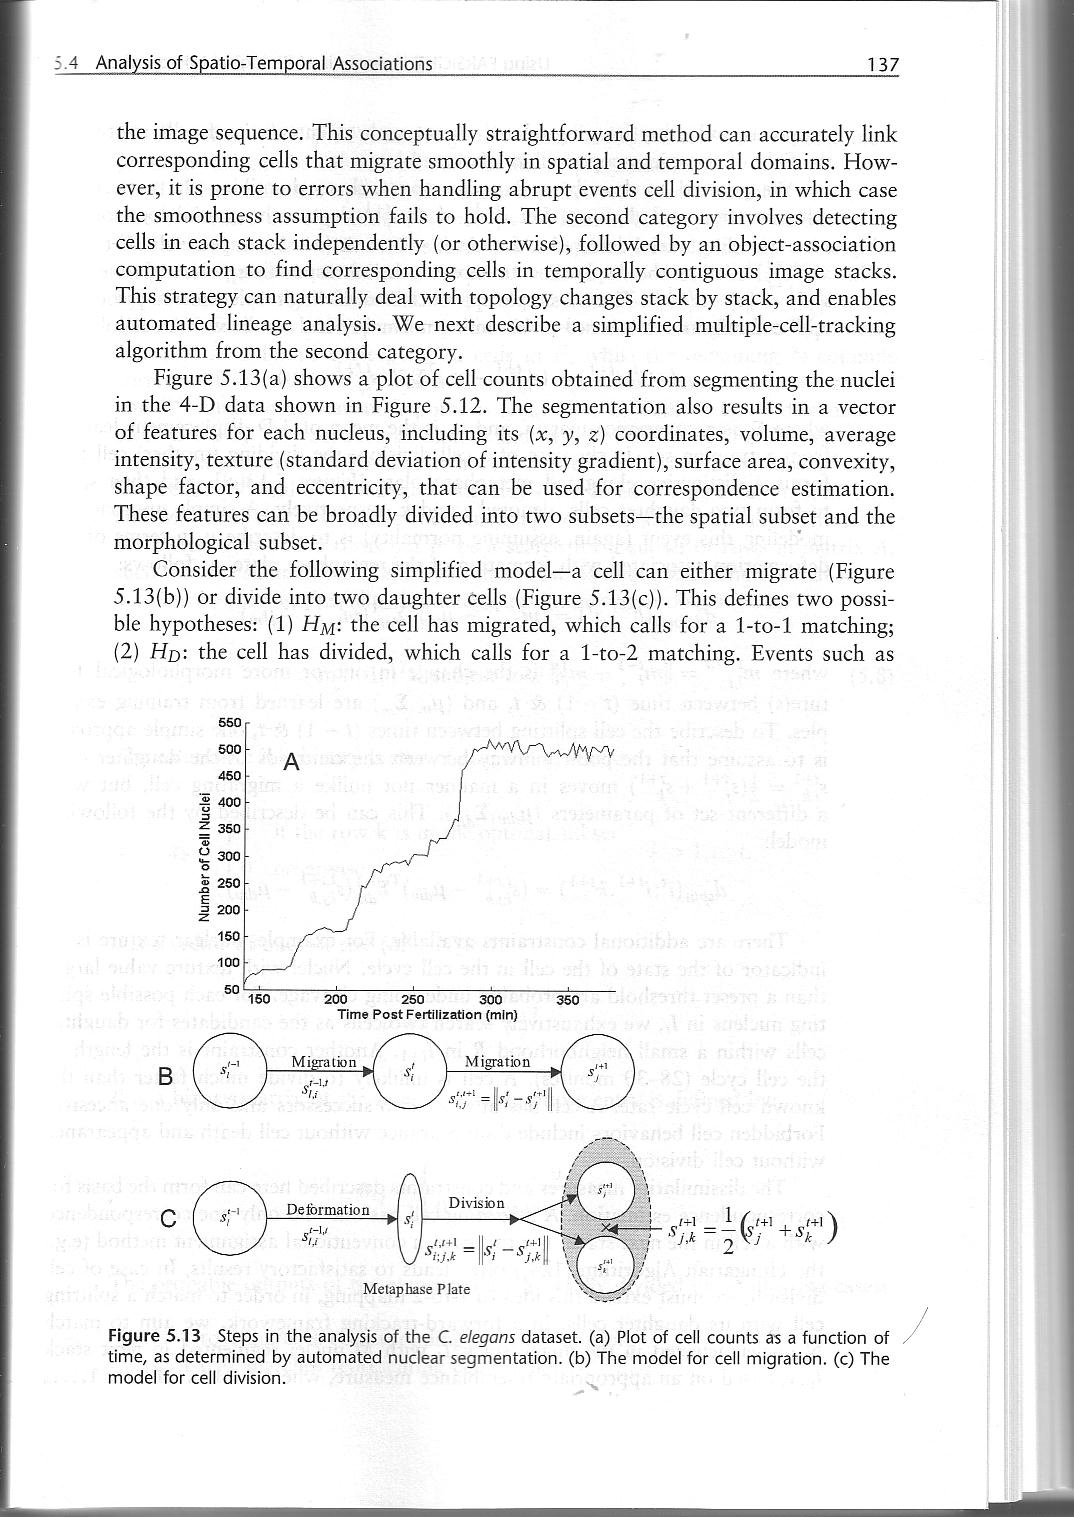 5.4 Analysis of Spatio-Temporal Associations 137
the image sequence. This conceptually straightforward method can accurately link
corresponding cells that migrate smoothly in spatial and temporal domains. How-
ever, it is prone to errors when handling abrupt events cell division, in which case
the smoothness assumption fails to hold. The second category involves detecting
cells in each stack independently (or otherwise), followed by an object-association
computation to find corresponding cells in temporally contiguous image stacks.
This strategy can naturally deal with topology changes stack by stack, and enables
automated lineage analysis. We next describe a simplified multiple-cell-tracking
algorithm from the second category.
Figure 5.13(a) shows a plot of cell counts obtained from segmenting the nuclei
in the 4-D data shown in Figure 5.12. The segmentation also results in a vector
of features for each nucleus, including its (x, y, z) coordinates, volume, average
intensity, texture (standard deviation of intensity gradient), surface area, convexity,
shape factor, and eccentricity, that can be used for correspondence estimation.
These features can be broadly divided into two subsets—the spatial subset and the
morphological subset.
Consider the following simplified model—a cell can either migrate (Figure
5.13(b)) or divide into two daughter cells (Figure 5.13(c)). This defines two possi-
ble hypotheses: (1) H_M: the cell has migrated, which calls for a 1-to-1 matching;
(2) H_D: the cell has divided, which calls for a 1-to-2 matching. Events such as
A
Number of Cell Nuclei
550
500
450
400
350
300
250
200
150
100
50
150 200 250 300 350
Time Post Fertilization (min)
B
s_i^{t-1} Migration s_{i,i}^{t-1,t} s_i^t Migration s_{i,j}^{t,t+1} = ||s_i^t − s_j^{t+1}|| s_j^{t+1}
C
s_i^{t-1} Deformation s_{i,i}^{t-1,t} s_i^t Division s_{i;j,k}^{t,t+1} = ||s_i^t − s_{j,k}^{t+1}|| s_j^{t+1} s_k^{t+1} s_{j,k}^{t+1} = 1/2 (s_j^{t+1} + s_k^{t+1})
Metaphase Plate
Figure 5.13 Steps in the analysis of the C. elegans dataset. (a) Plot of cell counts as a function of
time, as determined by automated nuclear segmentation. (b) The model for cell migration. (c) The
model for cell division.